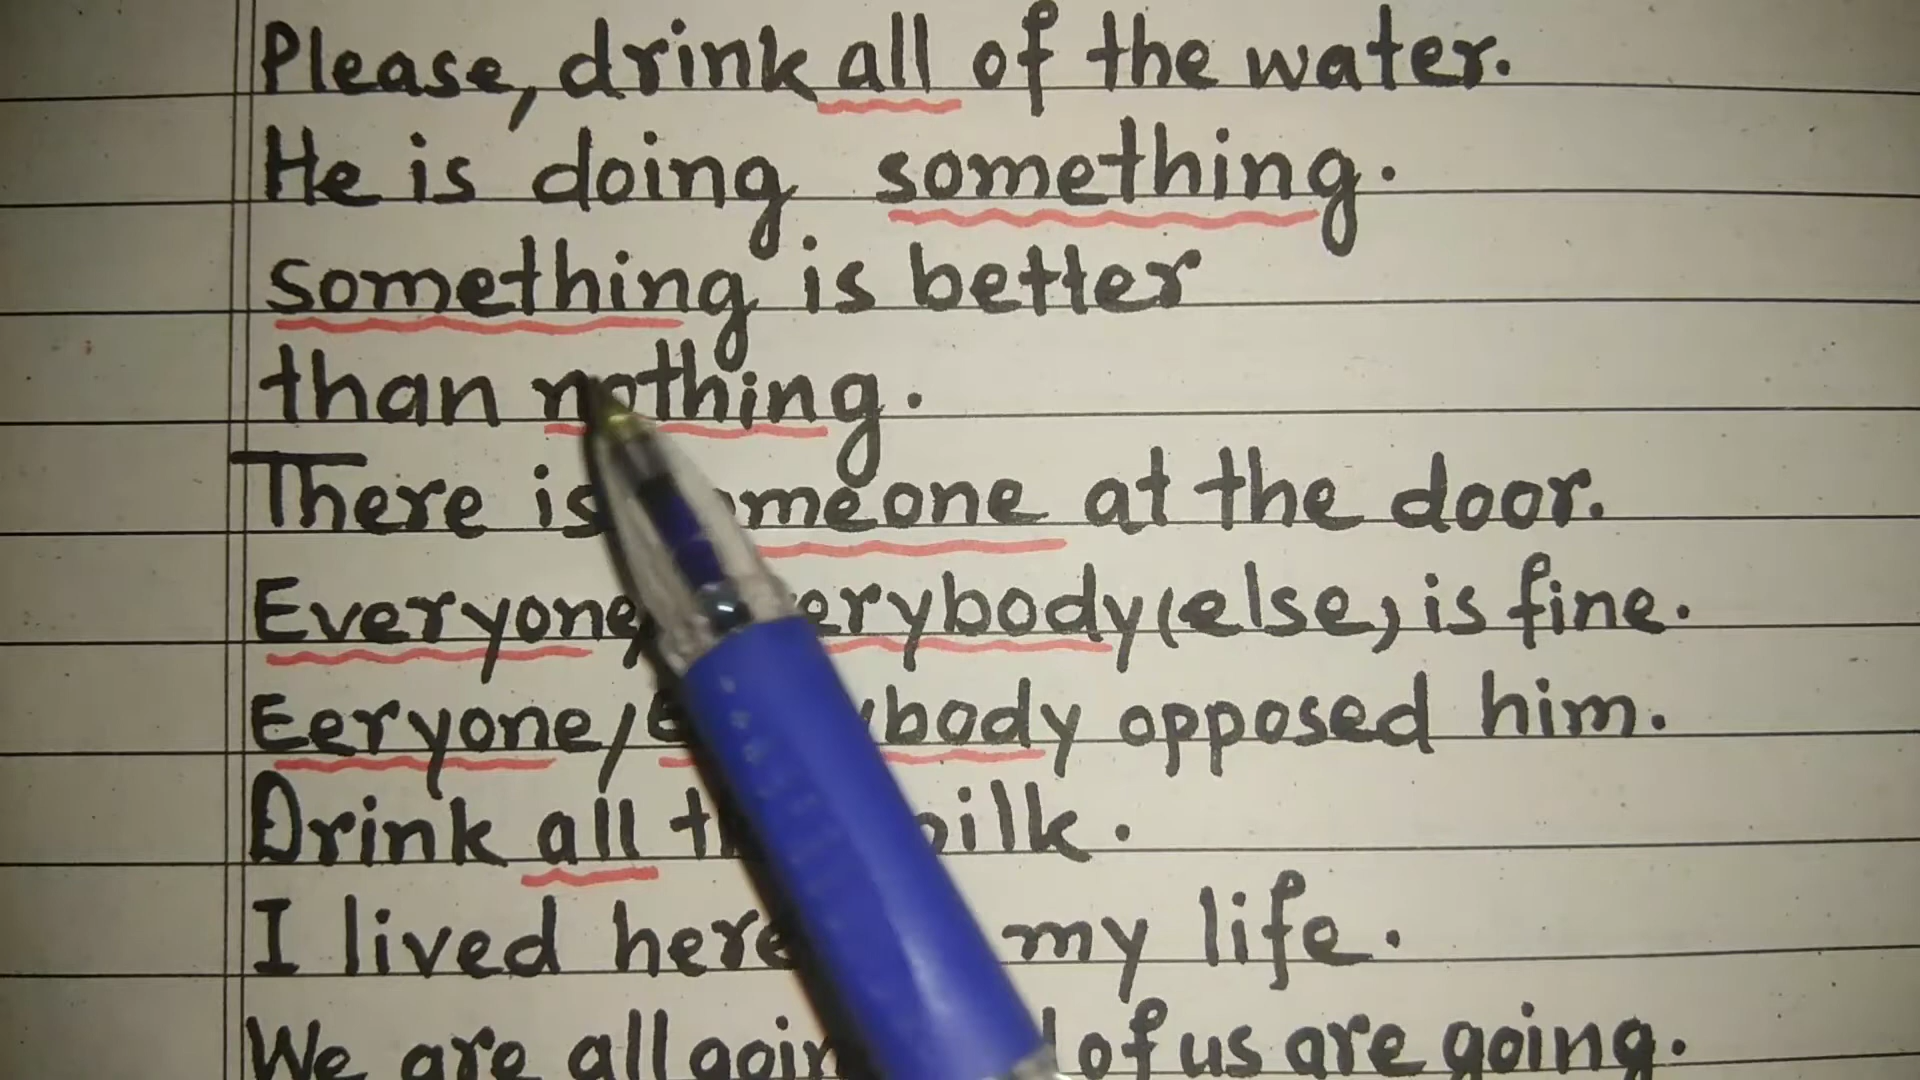 Please, drink all of the water.
He is doing something.
something is better
than nothing.
There is someone at the door.
Everyone, erybody (else) is fine.
Eeryone/ body opposed him.
Drink all milk.
I lived here my life.
We are all going of us are going.